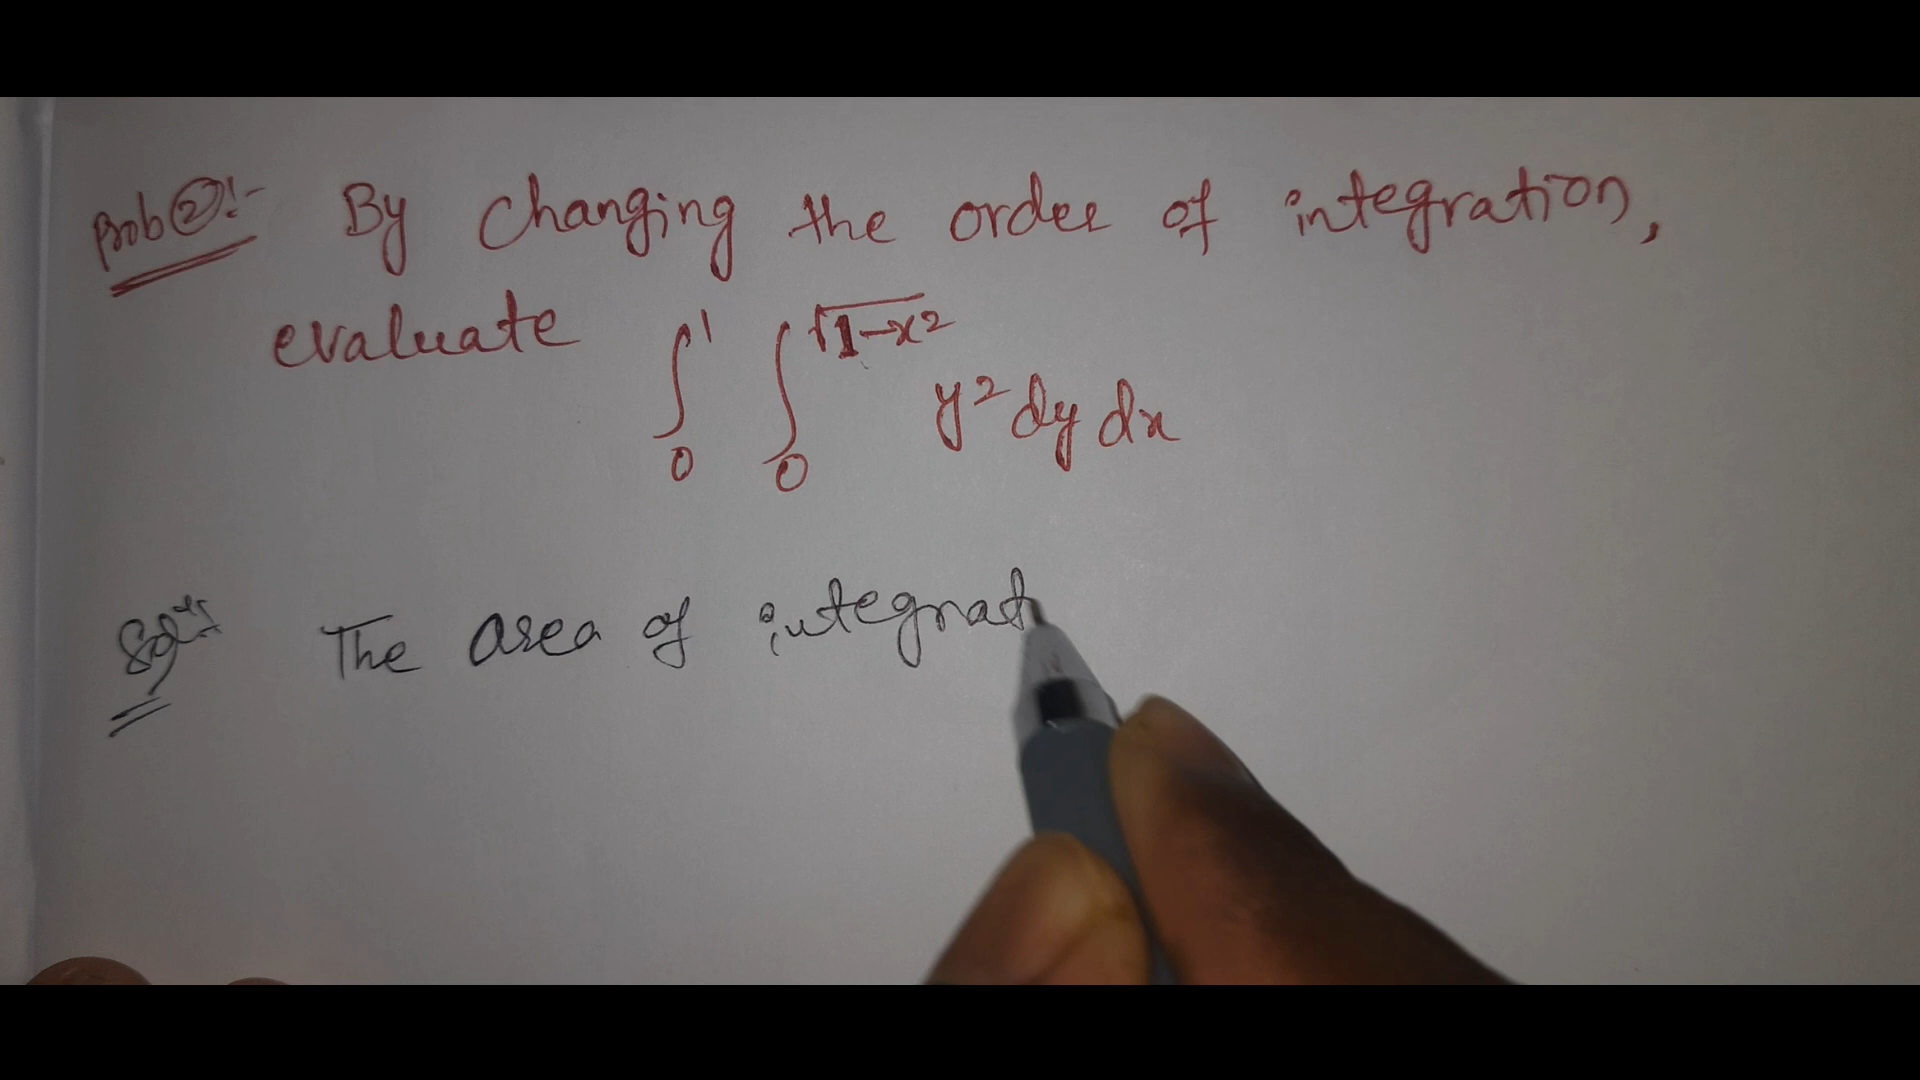 Prob②:- By changing the order of integration,
evaluate ∫₀¹ ∫₀^√(1-x²) y² dy dx
Solⁿ:- The area of integrat